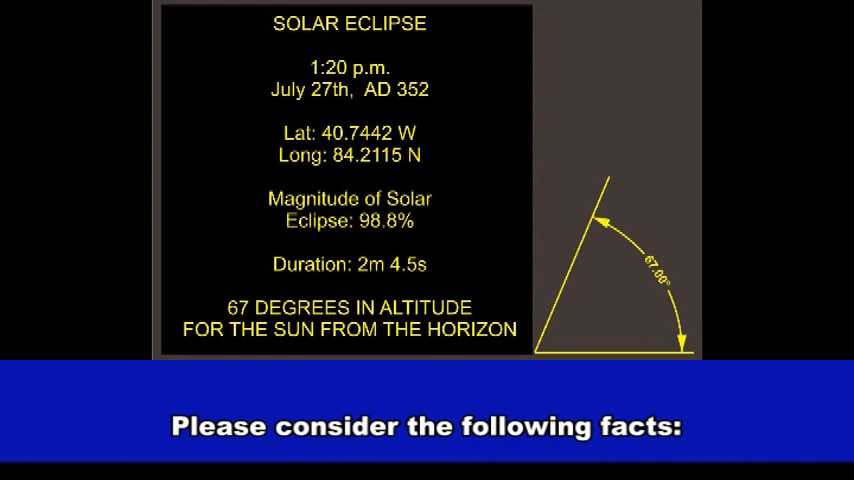 SOLAR ECLIPSE
1:20 p.m.
July 27th, AD 352
Lat: 40.7442 W
Long: 84.2115 N
Magnitude of Solar
Eclipse: 98.8%
Duration: 2m 4.5s
67 DEGREES IN ALTITUDE
FOR THE SUN FROM THE HORIZON
67.00°
Please consider the following facts: